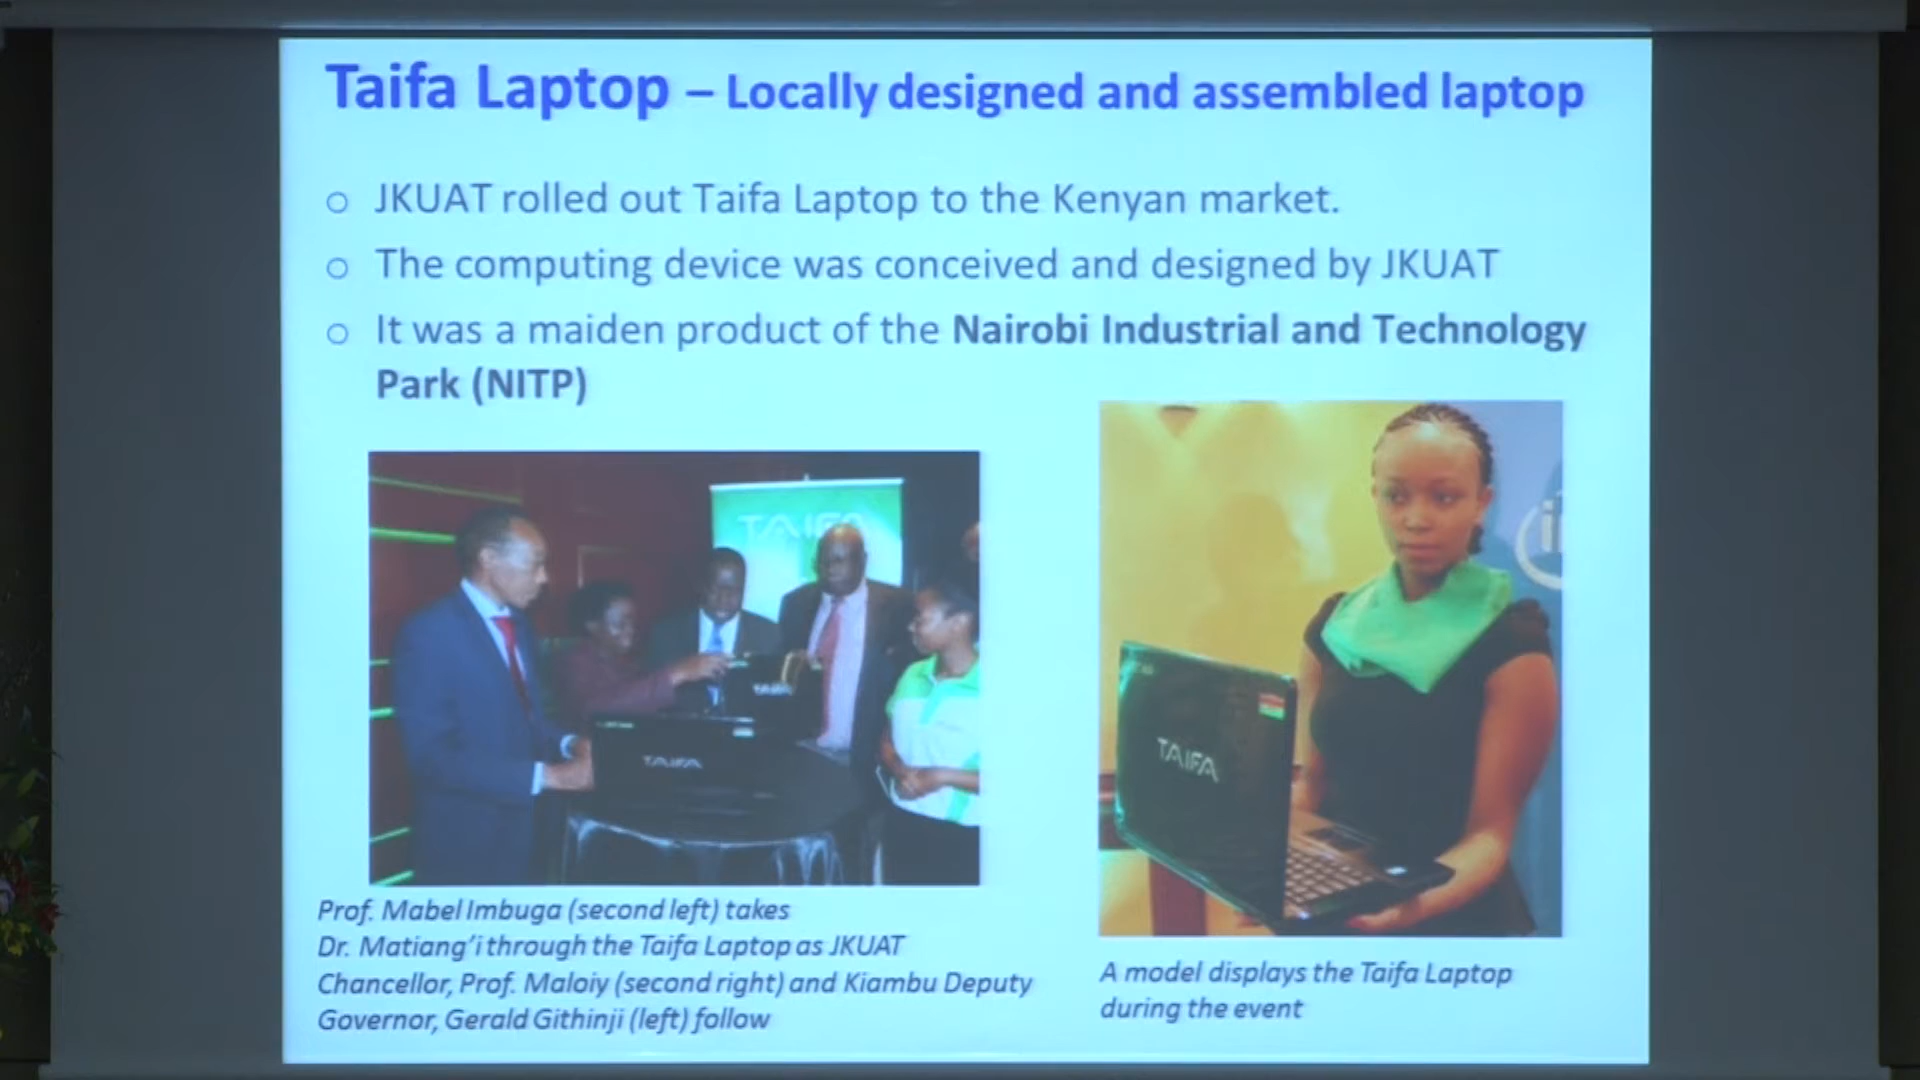 Taifa Laptop – Locally designed and assembled laptop
o JKUAT rolled out Taifa Laptop to the Kenyan market.
o The computing device was conceived and designed by JKUAT
o It was a maiden product of the Nairobi Industrial and Technology
Park (NITP)
TAIFA
TAIFA
TAIFA
TAIFA
Prof. Mabel Imbuga (second left) takes
Dr. Matiang'i through the Taifa Laptop as JKUAT
Chancellor, Prof. Maloiy (second right) and Kiambu Deputy
Governor, Gerald Githinji (left) follow
A model displays the Taifa Laptop
during the event